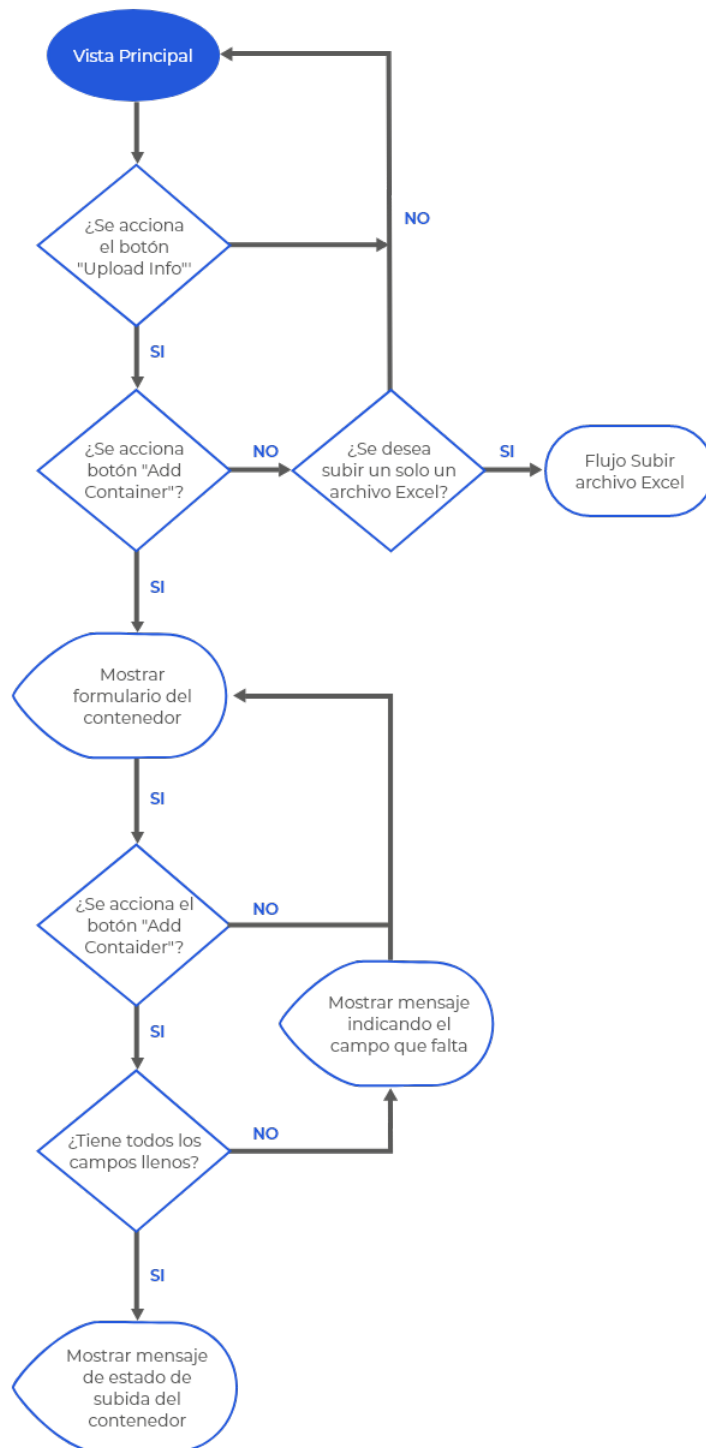 Vista Principal
NO
¿Se acciona
el botón
"Upload Info"'
SI
¿Se acciona
botón "Add
Container"?
NO
¿Se desea
subir un solo un
archivo Excel?
SI
Flujo Subir
archivo Excel
SI
Mostrar
formulario del
contenedor
SI
¿Se acciona el
botón "Add
Contaider"?
NO
Mostrar mensaje
indicando el
campo que falta
SI
¿Tiene todos los
campos llenos?
NO
SI
Mostrar mensaje
de estado de
subida del
contenedor